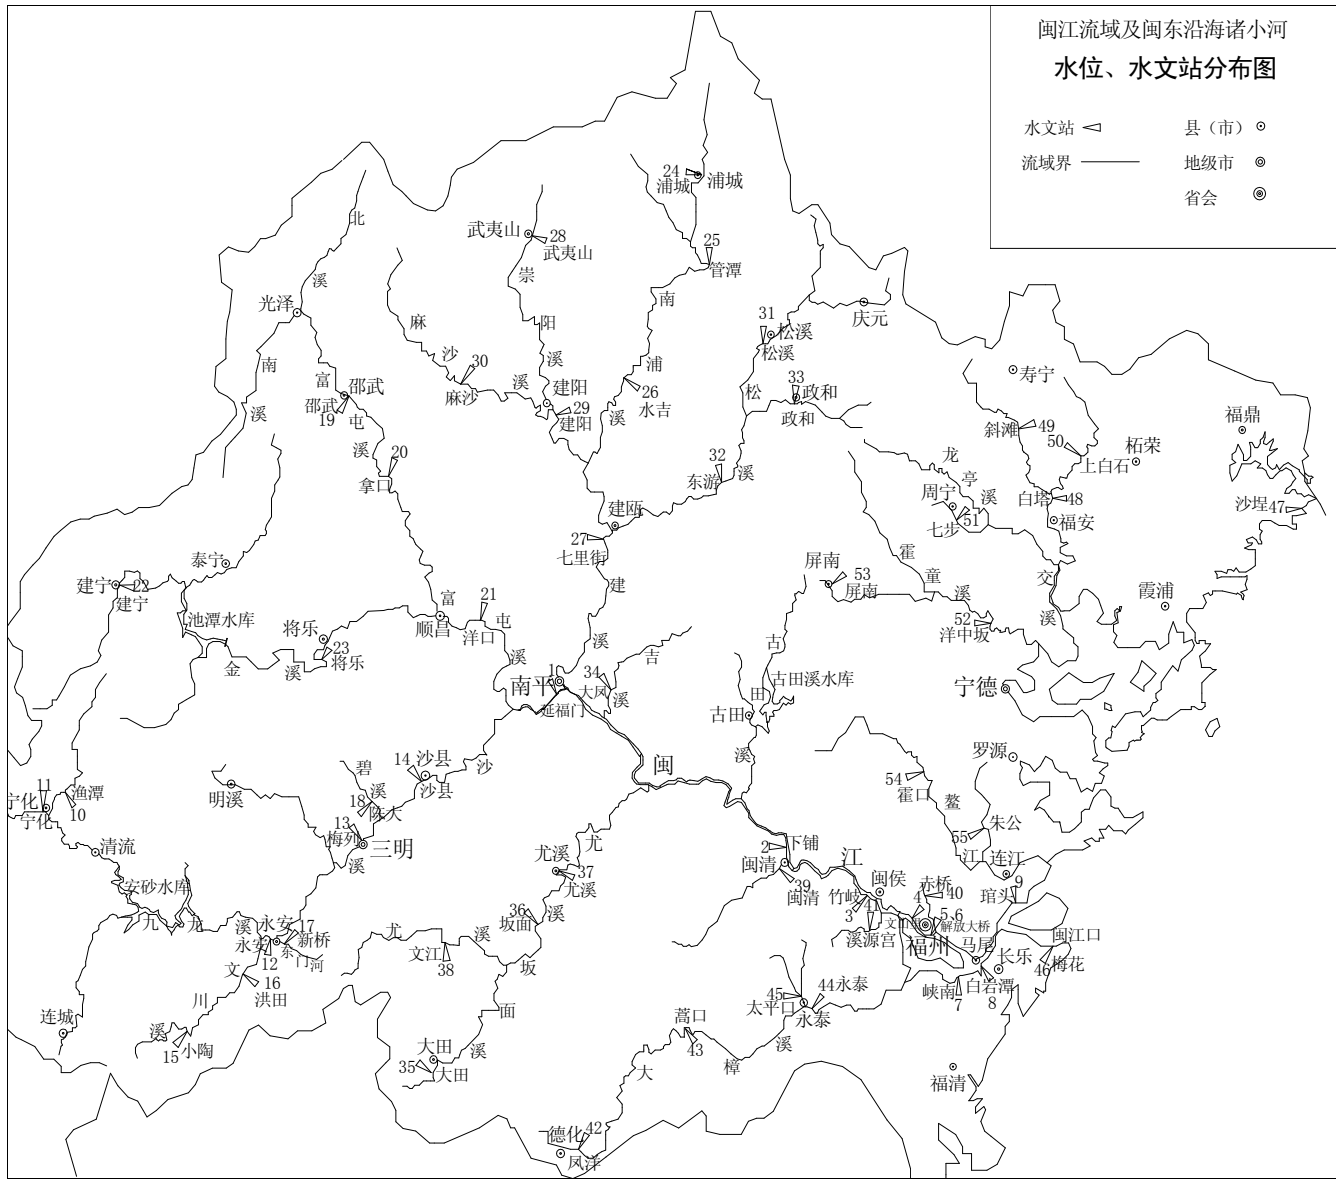 闽江流域及闽东沿海诸小河
水位、水文站分布图
水文站
县（市）
流域界
地级市
省会
24
浦城
浦城
北
武夷山
28
武夷山
25
管潭
溪
崇
光泽
南
庆元
31
松溪
松溪
麻
阳
南
沙
30
麻沙
溪
溪
浦
富
邵武
邵武
19
屯
溪
溪
建阳
29
建阳
26
水吉
溪
33
政和
政和
松
寿宁
福鼎
斜滩
49
50
上白石
柘荣
20
拿口
32
东游
溪
龙
亭
溪
周宁
51
七步
白塔
48
福安
沙埕
47
建瓯
27
七里街
泰宁
建宁
22
建宁
建
屏南
53
屏南
霍
童
溪
交
溪
霞浦
池潭水库
将乐
23
将乐
金
溪
富
顺昌
21
洋口
屯
溪
溪
吉
溪
34
大凤
古
田
溪
古田溪水库
古田
52
洋中坂
宁德
南平
1
延福门
罗源
闽
14
沙县
沙县
沙
碧
溪
18
陈大
明溪
54
霍口
鳌
11
宁化
宁化
渔潭
10
13
梅列
三明
溪
55
朱公
江
连江
清流
2
下铺
闽清
39
闽清
江
尤
尤溪
37
尤溪
溪
安砂水库
九
龙
溪
永安
17
永安
12
新桥
东
门
河
竹岐
3
闽侯
41
溪源宫
赤桥
40
4
文山里
5、6
解放大桥
福州
琯头
9
马尾
闽江口
46
梅花
长乐
白岩潭
8
峡南
7
36
坂面
尤
溪
文江
38
坂
面
溪
文
16
洪田
川
溪
15
小陶
连城
45
太平口
44
永泰
永泰
溪
樟
大
蒿口
43
大田
35
大田
福清
德化
42
凤洋